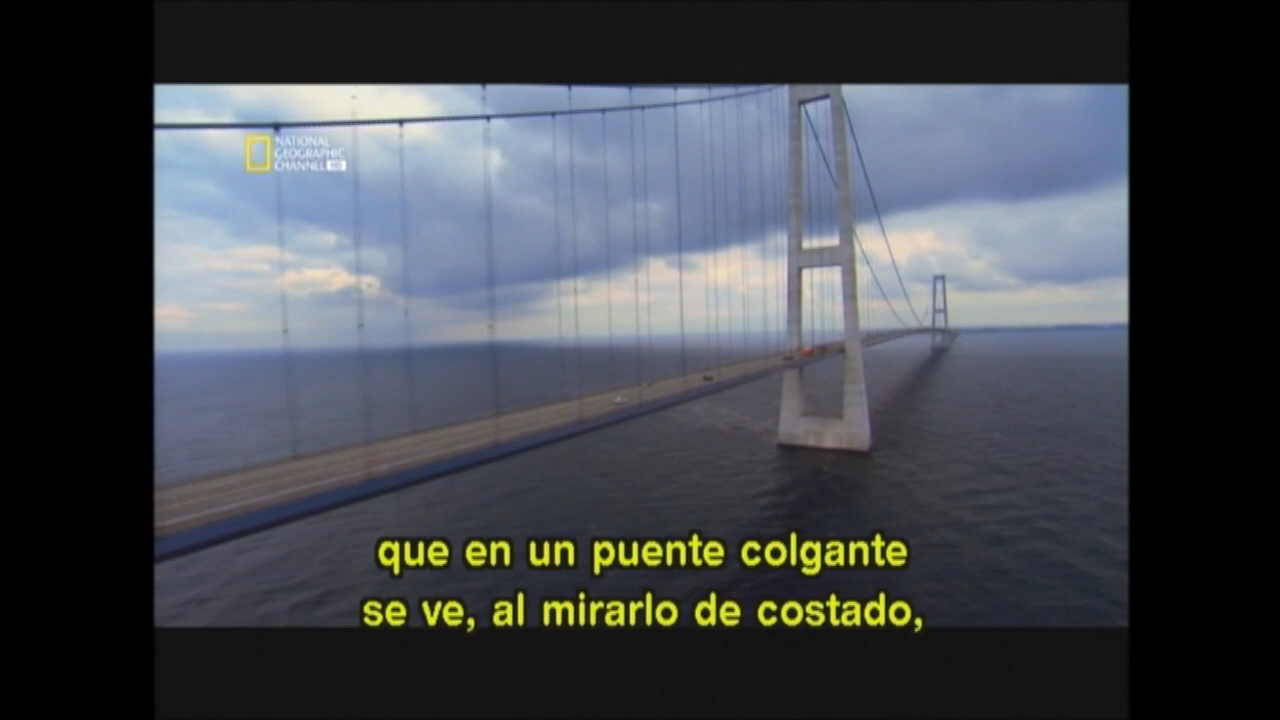 NATIONAL
GEOGRAPHIC
CHANNEL HD
que en un puente colgante
se ve, al mirarlo de costado,